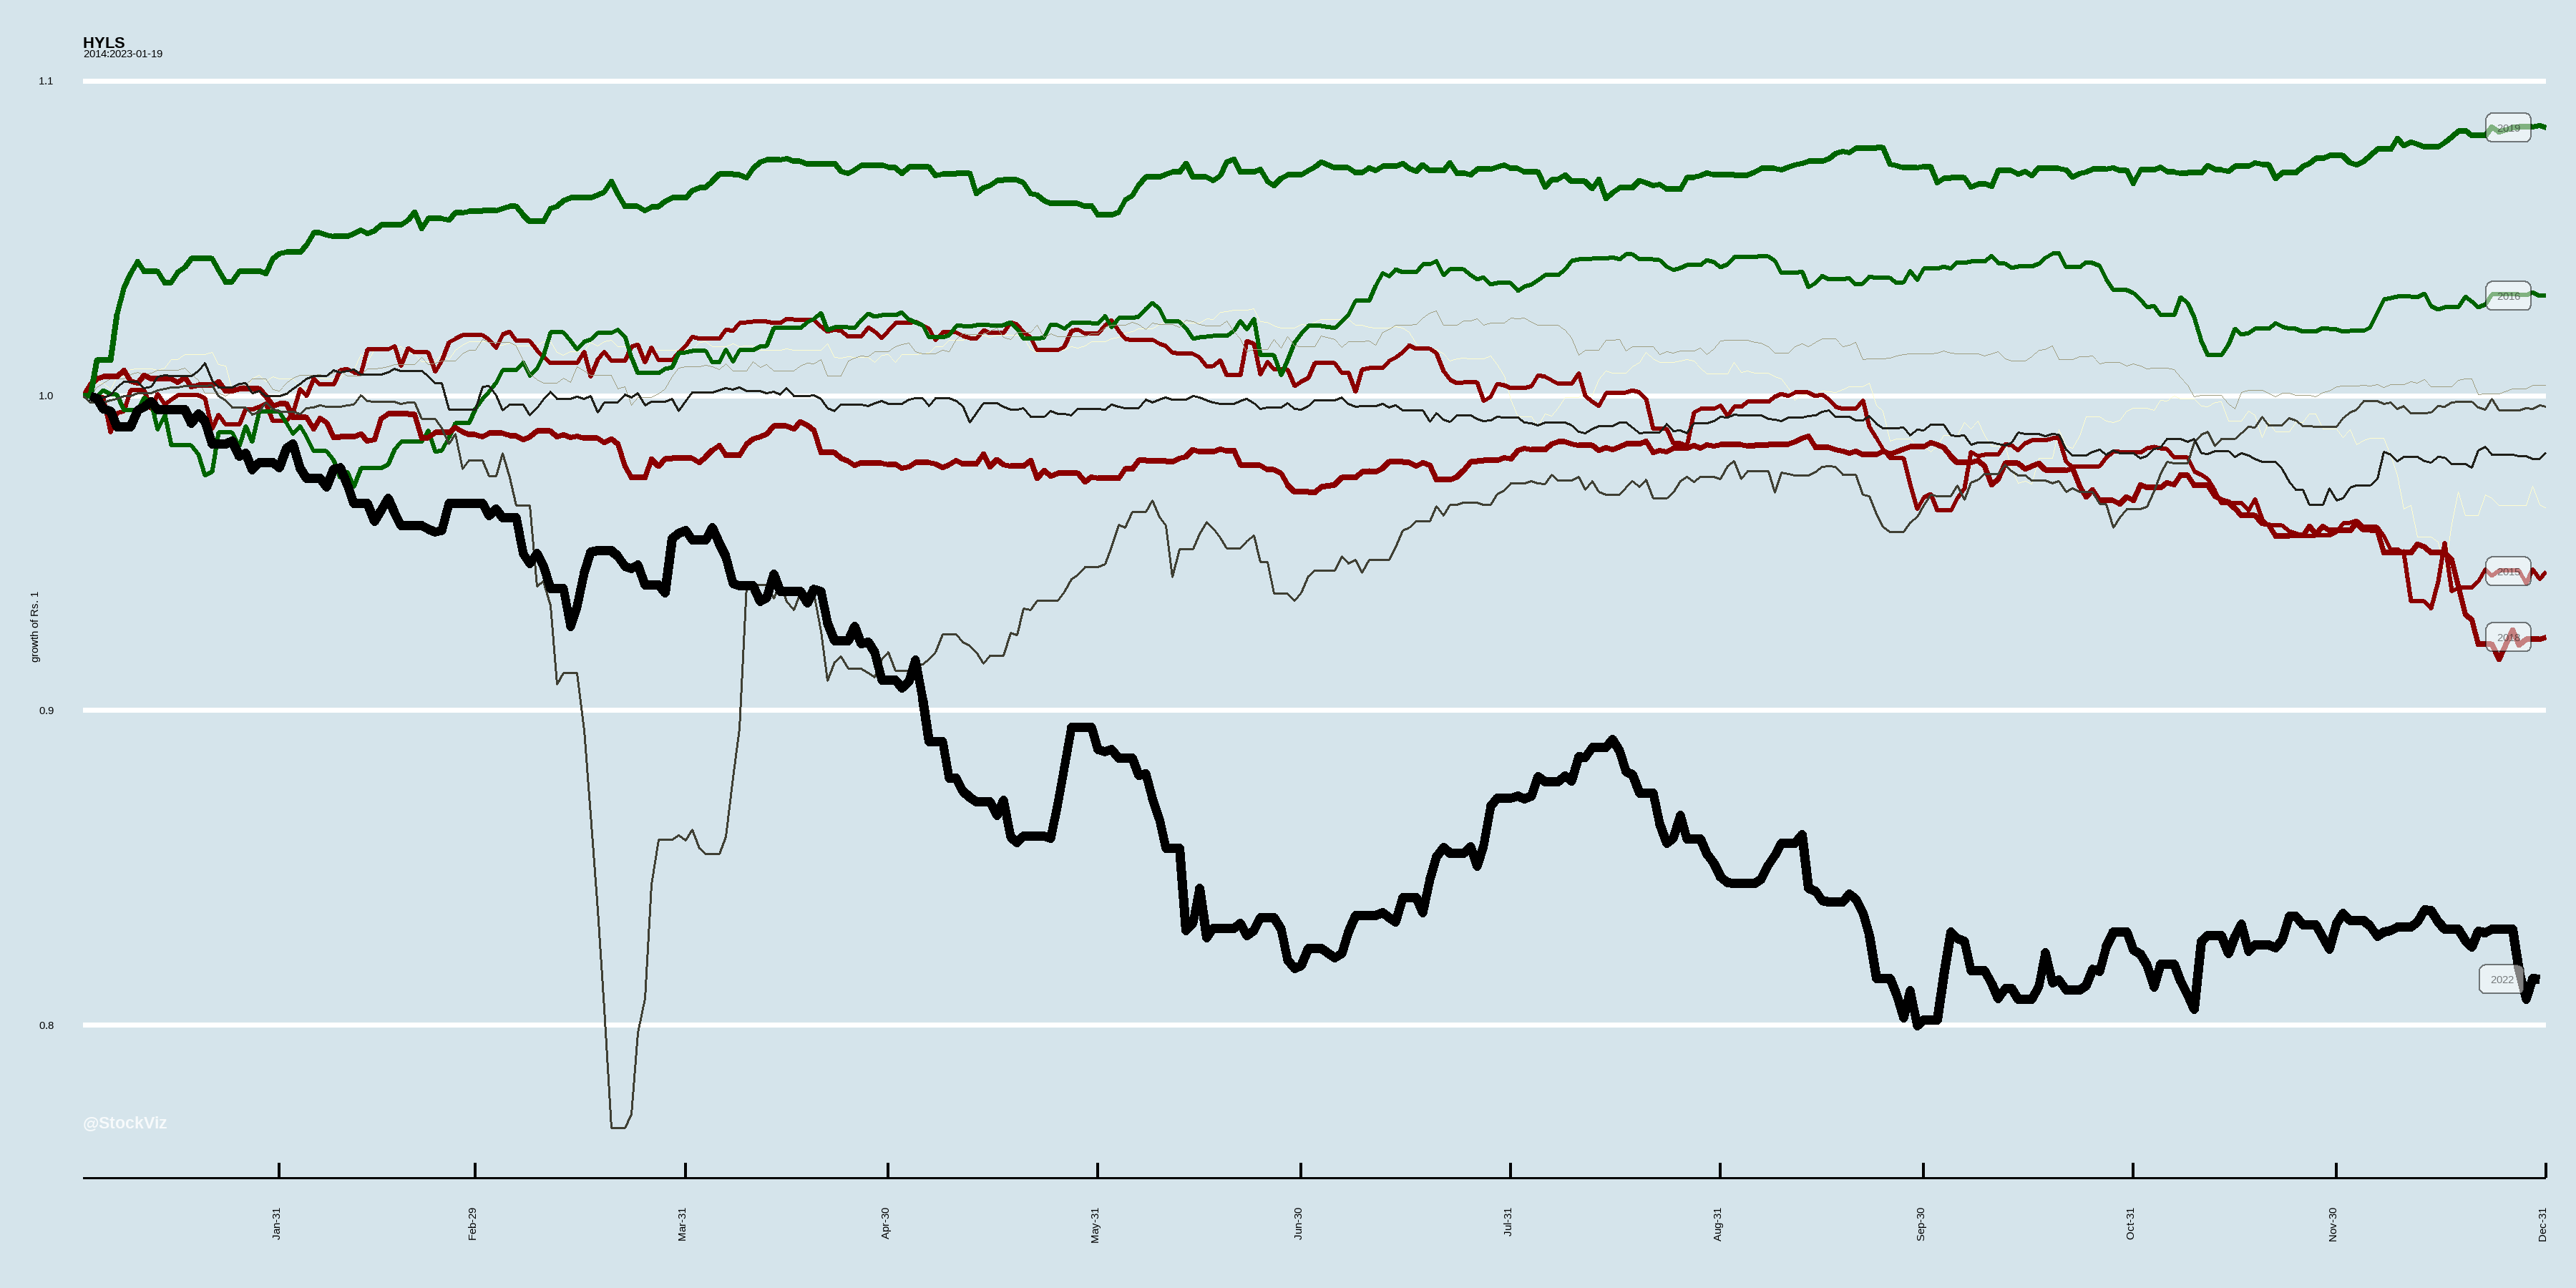 HYLS
2014:2023-01-19
1.1
2019
2016
1.0
2015
growth of Rs. 1
2018
0.9
2022
0.8
@StockViz
Jan-31
Feb-29
Mar-31
Apr-30
May-31
Jun-30
Jul-31
Aug-31
Sep-30
Oct-31
Nov-30
Dec-31